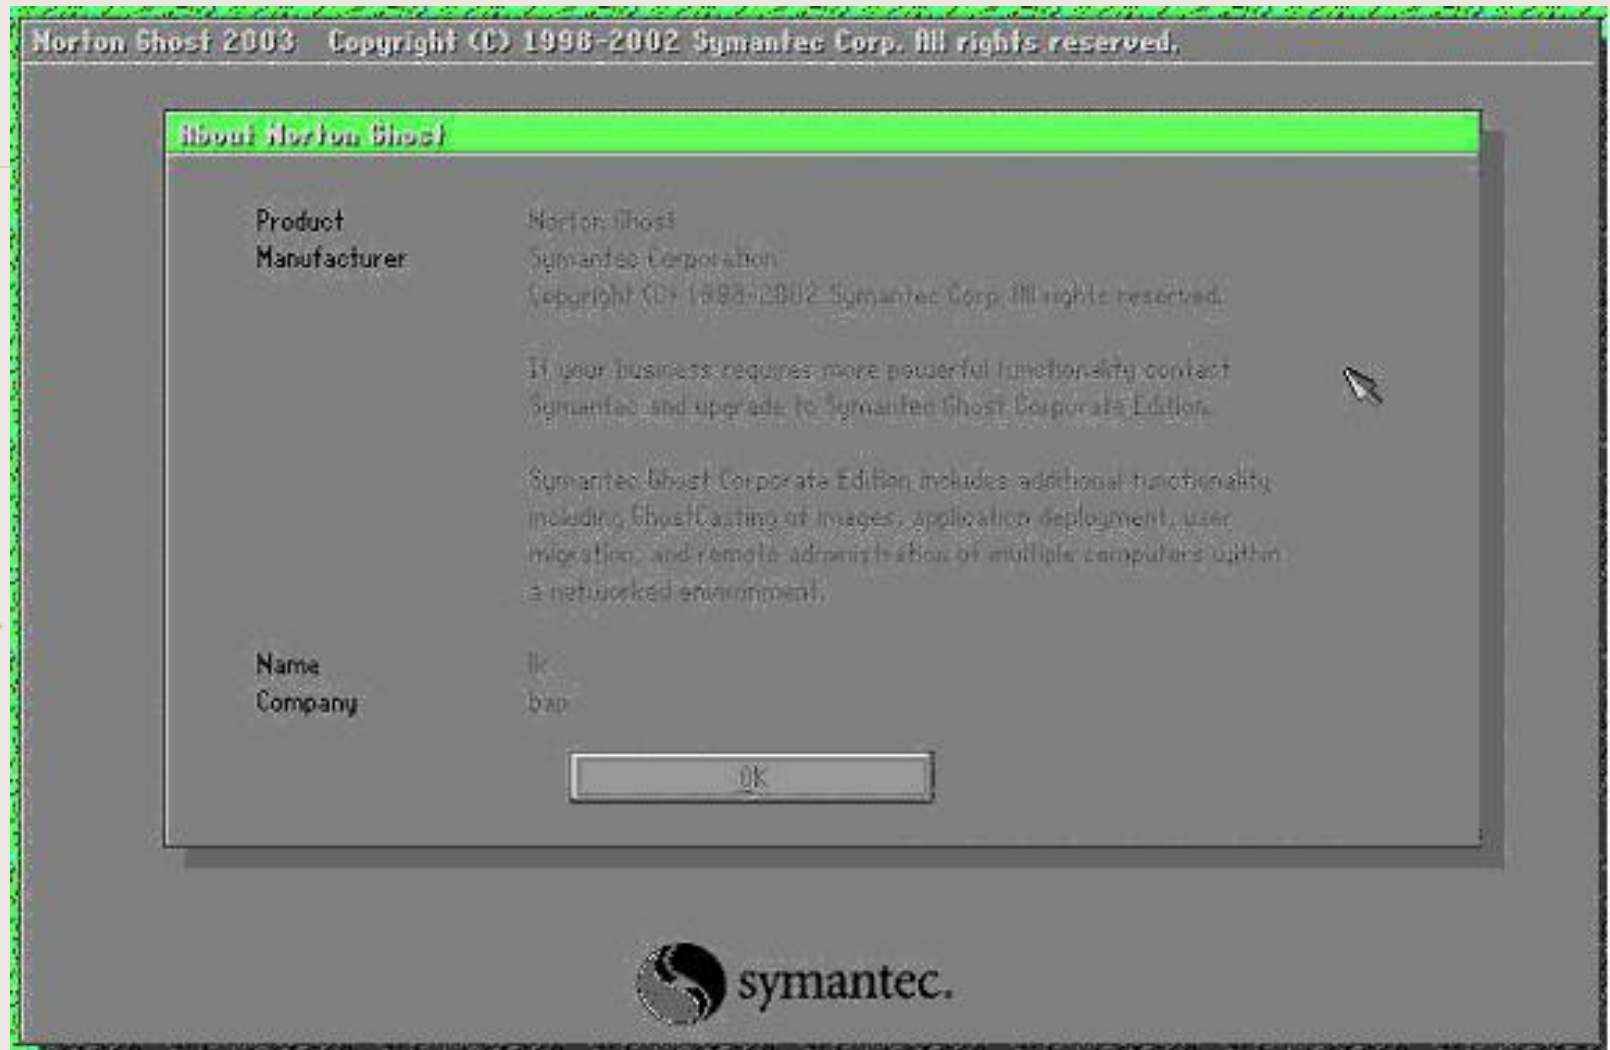 Norton Ghost 2003 Copyright (C) 1998-2002 Symantec Corp. All rights reserved.
About Norton Ghost
Product Norton Ghost
Manufacturer Symantec Corporation
Copyright (C) 1998-2002 Symantec Corp. All rights reserved.
If your business requires more powerful functionality contact
Symantec and upgrade to Symantec Ghost Corporate Edition.
Symantec Ghost Corporate Edition includes additional functionality
including GhostCasting of images, application deployment, user
migration, and remote administration of multiple computers within
a networked environment.
Name
Company
OK
symantec.